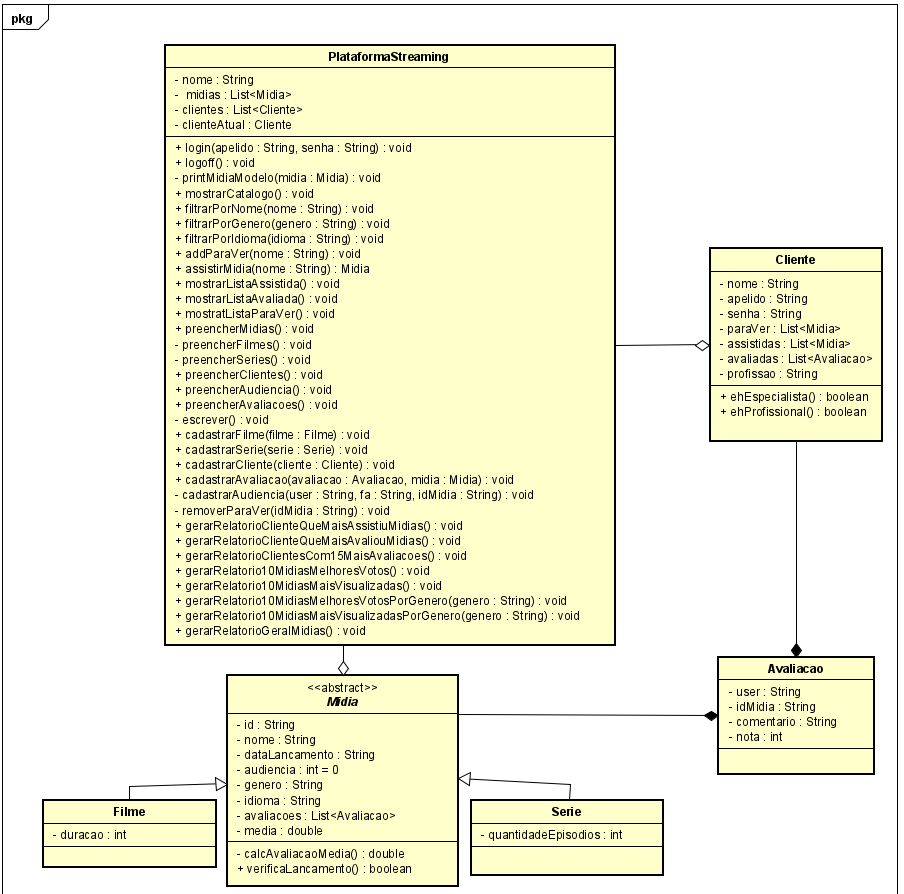 pkg
PlataformaStreaming
- nome : String
- midias : List<Midia>
- clientes : List<Cliente>
- clienteAtual : Cliente
+ login(apelido : String, senha : String) : void
+ logoff() : void
- printMidiaModelo(midia : Midia) : void
+ mostrarCatalogo() : void
+ filtrarPorNome(nome : String) : void
+ filtrarPorGenero(genero : String) : void
+ filtrarPorIdioma(idioma : String) : void
+ addParaVer(nome : String) : void
+ assistirMidia(nome : String) : Midia
+ mostrarListaAssistida() : void
+ mostrarListaAvaliada() : void
+ mostratListaParaVer() : void
+ preencherMidias() : void
- preencherFilmes() : void
- preencherSeries() : void
+ preencherClientes() : void
+ preencherAudiencia() : void
+ preencherAvaliacoes() : void
- escrever() : void
+ cadastrarFilme(filme : Filme) : void
+ cadastrarSerie(serie : Serie) : void
+ cadastrarCliente(cliente : Cliente) : void
+ cadastrarAvaliacao(avaliacao : Avaliacao, midia : Midia) : void
- cadastrarAudiencia(user : String, fa : String, idMidia : String) : void
- removerParaVer(idMidia : String) : void
+ gerarRelatorioClienteQueMaisAssistiuMidias() : void
+ gerarRelatorioClienteQueMaisAvaliouMidias() : void
+ gerarRelatorioClientesCom15MaisAvaliacoes() : void
+ gerarRelatorio10MidiasMelhoresVotos() : void
+ gerarRelatorio10MidiasMaisVisualizadas() : void
+ gerarRelatorio10MidiasMelhoresVotosPorGenero(genero : String) : void
+ gerarRelatorio10MidiasMaisVisualizadasPorGenero(genero : String) : void
+ gerarRelatorioGeralMidias() : void
Cliente
- nome : String
- apelido : String
- senha : String
- paraVer : List<Midia>
- assistidas : List<Midia>
- avaliadas : List<Avaliacao>
- profissao : String
+ ehEspecialista() : boolean
+ ehProfissional() : boolean
Avaliacao
- user : String
- idMidia : String
- comentario : String
- nota : int
<<abstract>>
Midia
- id : String
- nome : String
- dataLancamento : String
- audiencia : int = 0
- genero : String
- idioma : String
- avaliacoes : List<Avaliacao>
- media : double
- calcAvaliacaoMedia() : double
+ verificaLancamento() : boolean
Filme
- duracao : int
Serie
- quantidadeEpisodios : int